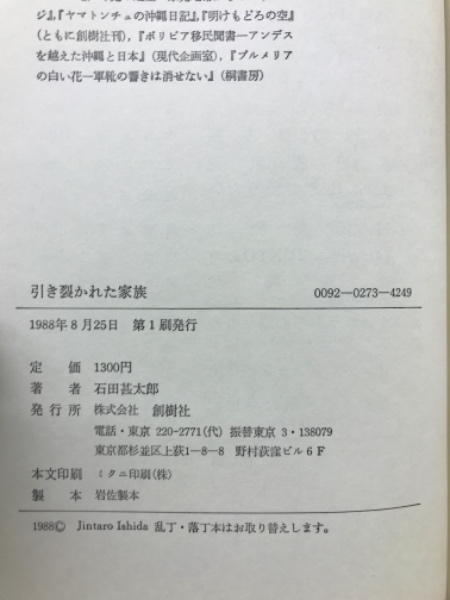 ジ』,『ヤマトンチュの沖縄日記』,『明けもどろの空』
(ともに創樹社刊),『ボリビア移民聞書—アンデス
を越えた沖縄と日本』(現代企画室),『プルメリア
の白い花—軍靴の響きは消せない』(桐書房)
引き裂かれた家族 0092—0273—4249
1988年8月25日 第1刷発行
定 価 1300円
著 者 石田甚太郎
発行所 株式会社 創樹社
電話・東京 220-2771(代) 振替東京 3・138079
東京都杉並区上荻1—8—8 野村荻窪ビル6F
本文印刷 ミクニ印刷(株)
製 本 岩佐製本
1988© Jintaro Ishida 乱丁・落丁本はお取り替えします。